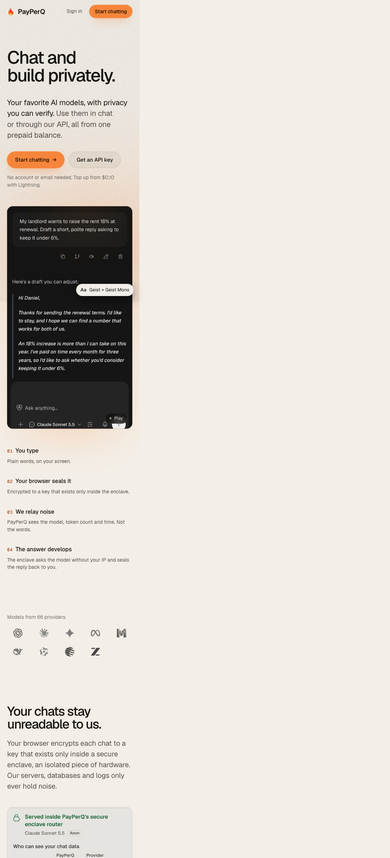 PayPerQ
Sign in
Start chatting
Chat and
build privately.
Your favorite AI models, with privacy
you can verify. Use them in chat
or through our API, all from one
prepaid balance.
Start chatting →
Get an API key
No account or email needed. Top up from $0.10
with Lightning.
My landlord wants to raise the rent 18% at
renewal. Draft a short, polite reply asking to
keep it under 6%.
Here's a draft you can adjust:
Aa Geist + Geist Mono
Hi Daniel,
Thanks for sending the renewal terms. I'd like
to stay, and I hope we can find a number that
works for both of us.
An 18% increase is more than I can take on this
year. I've paid on time every month for three
years, so I'd like to ask whether you'd consider
keeping it under 6%.
Ask anything...
Play
Claude Sonnet 5.5
01 You type
Plain words, on your screen.
02 Your browser seals it
Encrypted to a key that exists only inside the enclave.
03 We relay noise
PayPerQ sees the model, token count and time. Not
the words.
04 The answer develops
The enclave asks the model without your IP and seals
the reply back to you.
Models from 66 providers
Your chats stay
unreadable to us.
Your browser encrypts each chat to a
key that exists only inside a secure
enclave, an isolated piece of hardware.
Our servers, databases and logs only
ever hold noise.
Served inside PayPerQ's secure
enclave router
Claude Sonnet 5.5
Anon
Who can see your chat data
PayPerQ
Provider